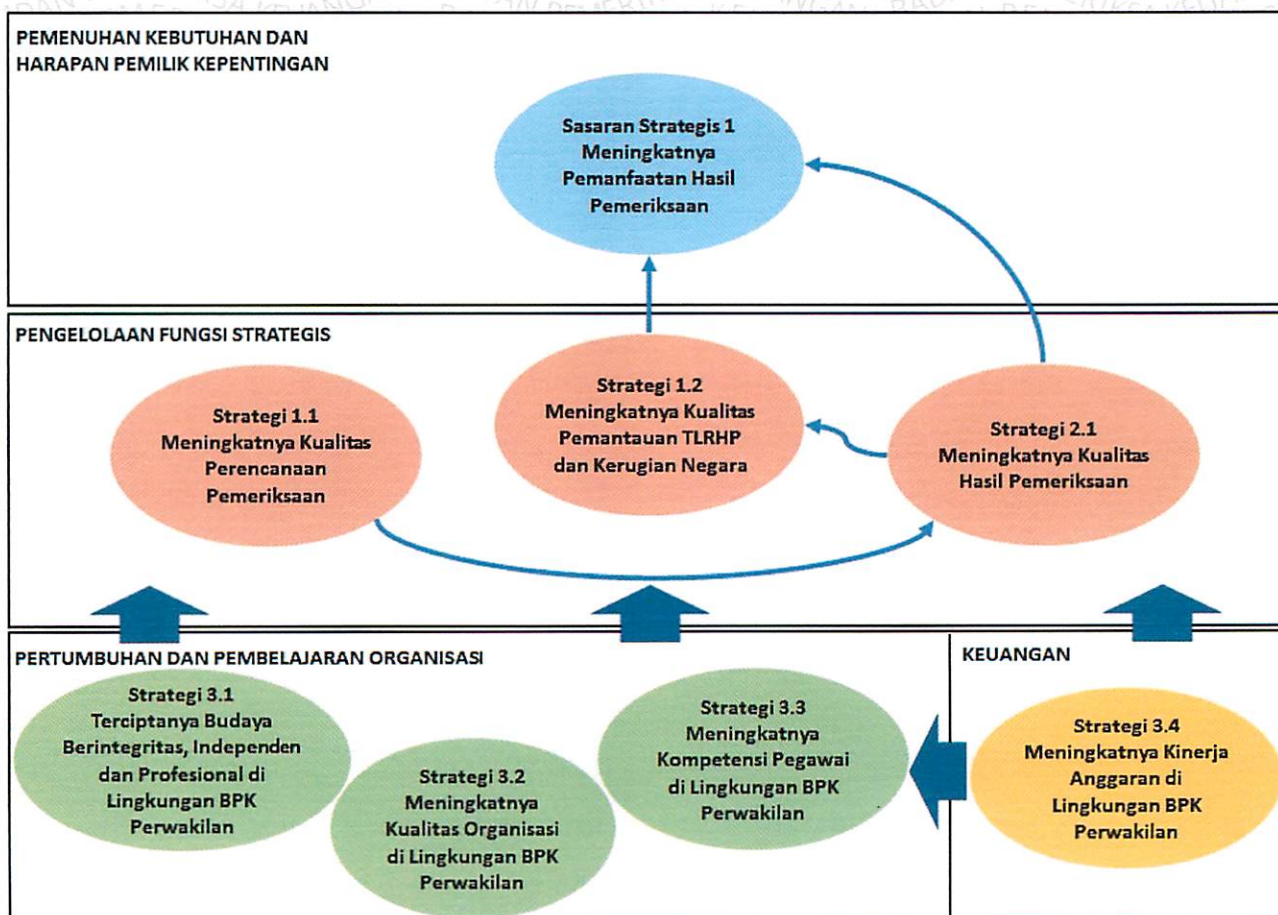 PEMENUHAN KEBUTUHAN DAN
HARAPAN PEMILIK KEPENTINGAN
Sasaran Strategis 1
Meningkatnya
Pemanfaatan Hasil
Pemeriksaan
PENGELOLAAN FUNGSI STRATEGIS
Strategi 1.1
Meningkatnya Kualitas
Perencanaan
Pemeriksaan
Strategi 1.2
Meningkatnya Kualitas
Pemantauan TLRHP
dan Kerugian Negara
Strategi 2.1
Meningkatnya Kualitas
Hasil Pemeriksaan
PERTUMBUHAN DAN PEMBELAJARAN ORGANISASI
Strategi 3.1
Terciptanya Budaya
Berintegritas, Independen
dan Profesional di
Lingkungan BPK
Perwakilan
Strategi 3.2
Meningkatnya
Kualitas Organisasi
di Lingkungan BPK
Perwakilan
Strategi 3.3
Meningkatnya
Kompetensi Pegawai
di Lingkungan BPK
Perwakilan
KEUANGAN
Strategi 3.4
Meningkatnya Kinerja
Anggaran di
Lingkungan BPK
Perwakilan